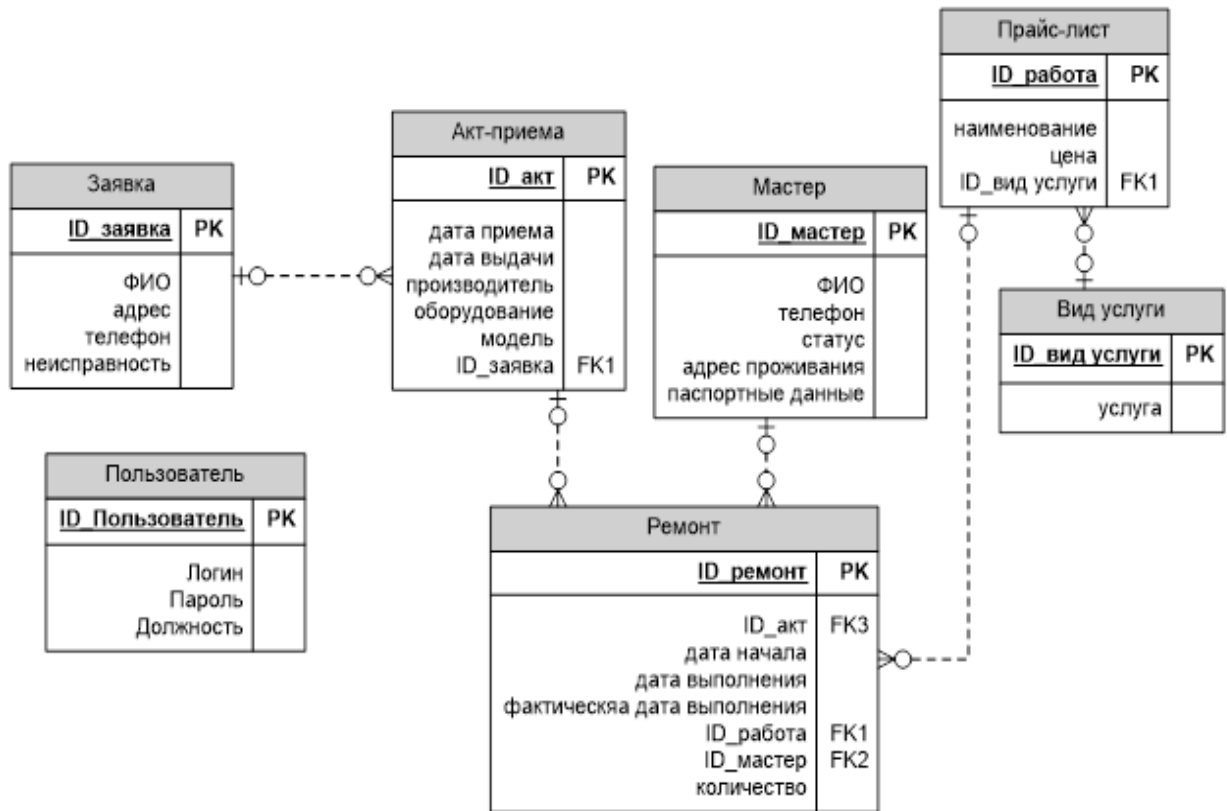 Прайс-лист
ID_работа PK
наименование
цена
ID_вид услуги FK1
Акт-приема
ID_акт PK
дата приема
дата выдачи
производитель
оборудование
модель
ID_заявка FK1
Заявка
ID_заявка PK
ФИО
адрес
телефон
неисправность
Мастер
ID_мастер PK
ФИО
телефон
статус
адрес проживания
паспортные данные
Вид услуги
ID_вид услуги PK
услуга
Пользователь
ID_Пользователь PK
Логин
Пароль
Должность
Ремонт
ID_ремонт PK
ID_акт FK3
дата начала
дата выполнения
фактическяа дата выполнения
ID_работа FK1
ID_мастер FK2
количество